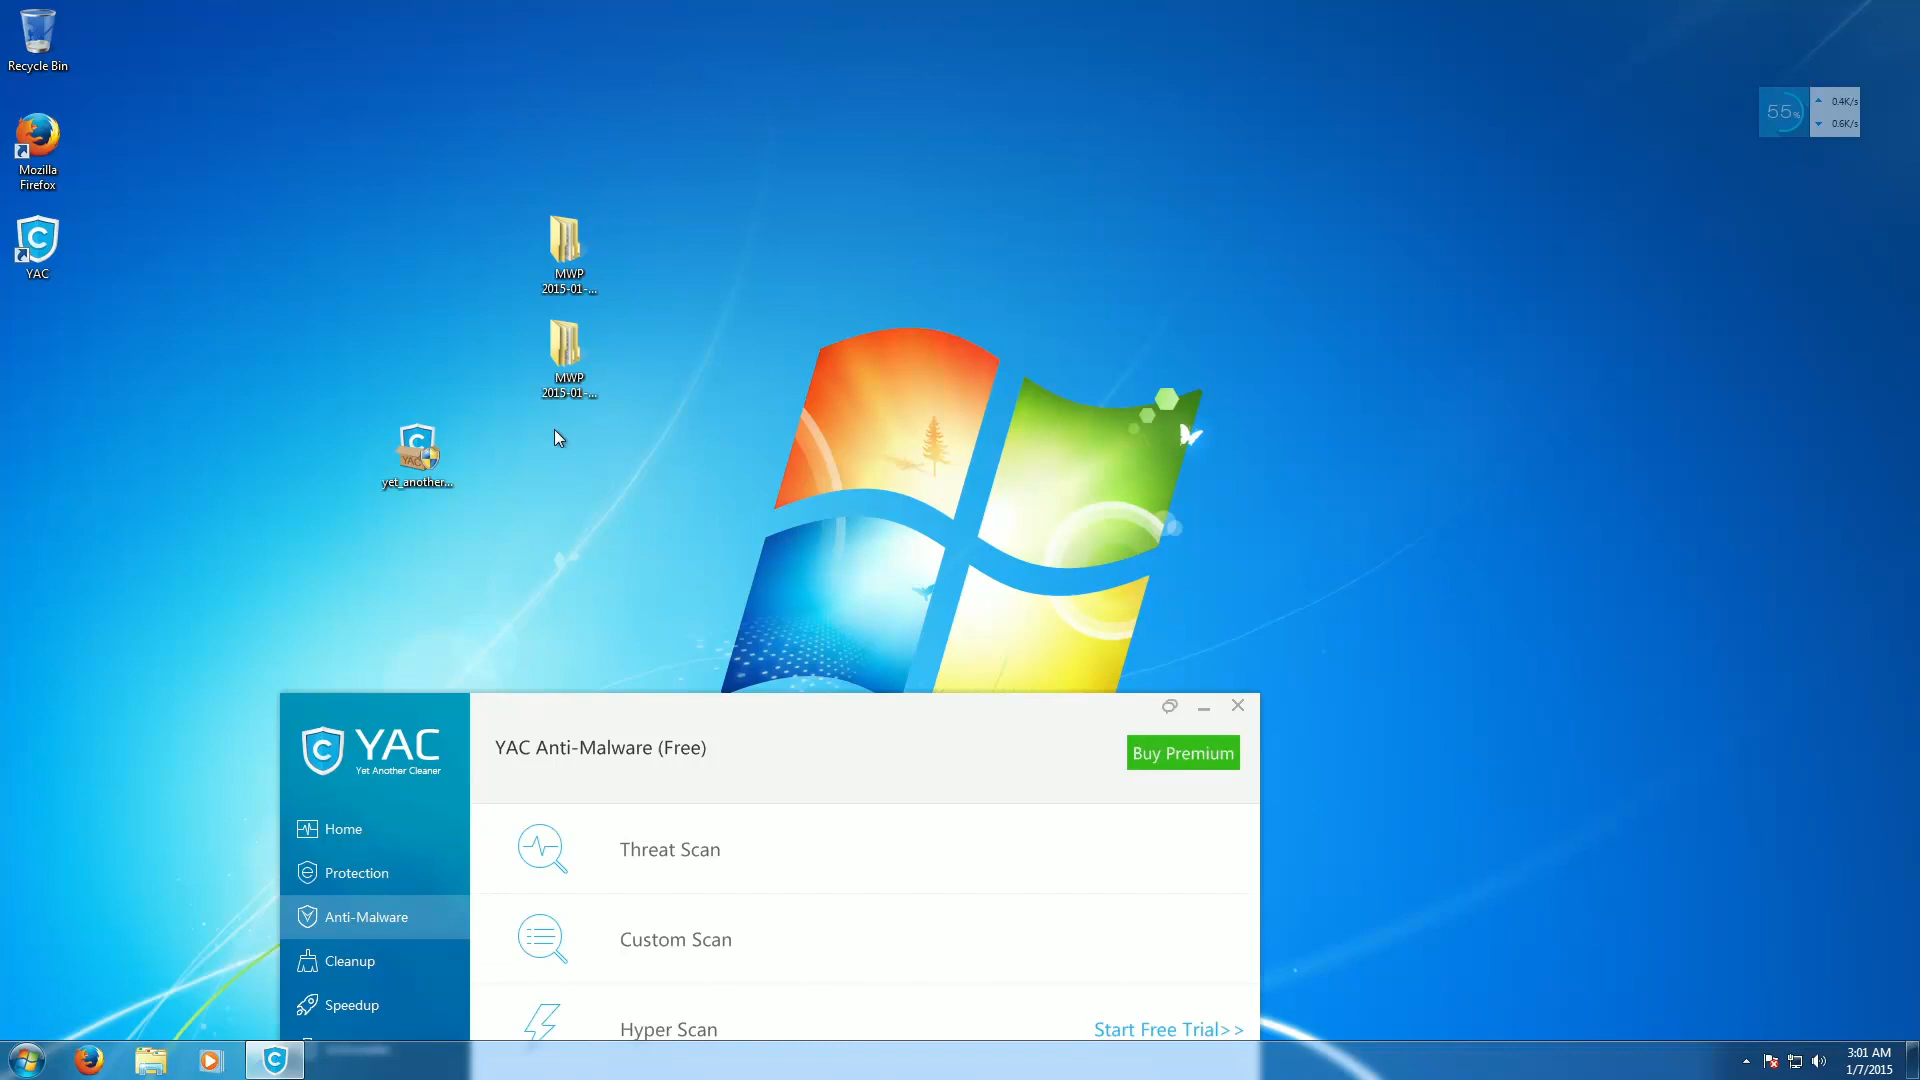 Recycle Bin
Mozilla
Firefox
YAC
MWP
2015-01-...
MWP
2015-01-...
YAC
yet_another...
55%
0.4K/s
0.6K/s
YAC
Yet Another Cleaner
Home
Protection
Anti-Malware
Cleanup
Speedup
YAC Anti-Malware (Free)
Buy Premium
Threat Scan
Custom Scan
Hyper Scan
Start Free Trial>>
3:01 AM
1/7/2015